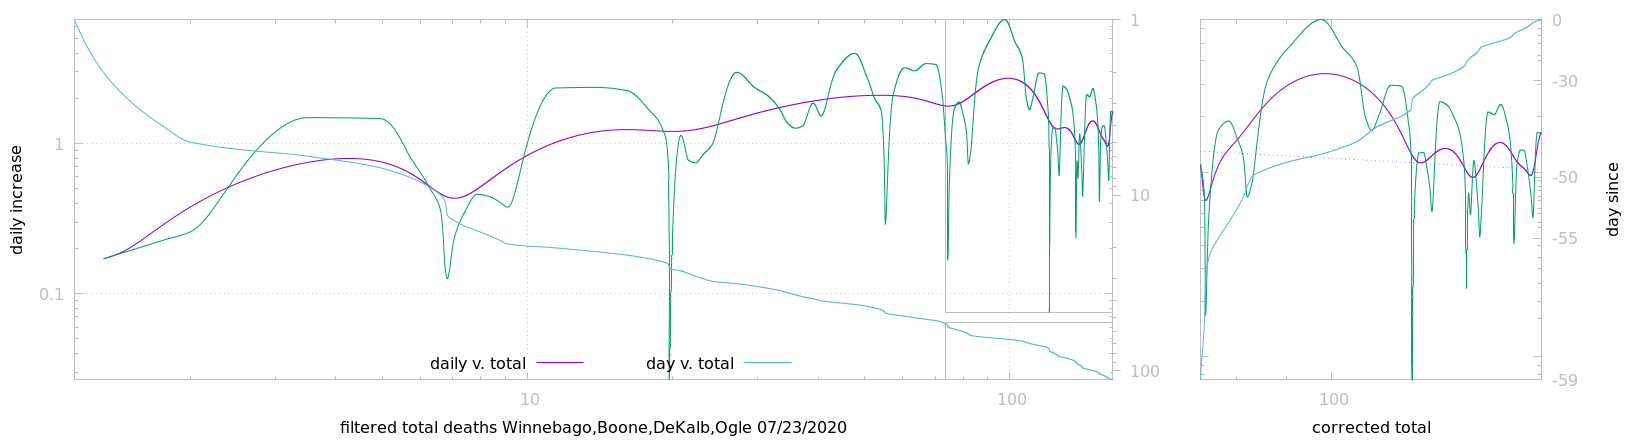 1
0.1
daily increase
daily v. total
day v. total
10
100
1
10
100
filtered total deaths Winnebago,Boone,DeKalb,Ogle 07/23/2020
0
-30
-50
-55
-59
day since
100
corrected total